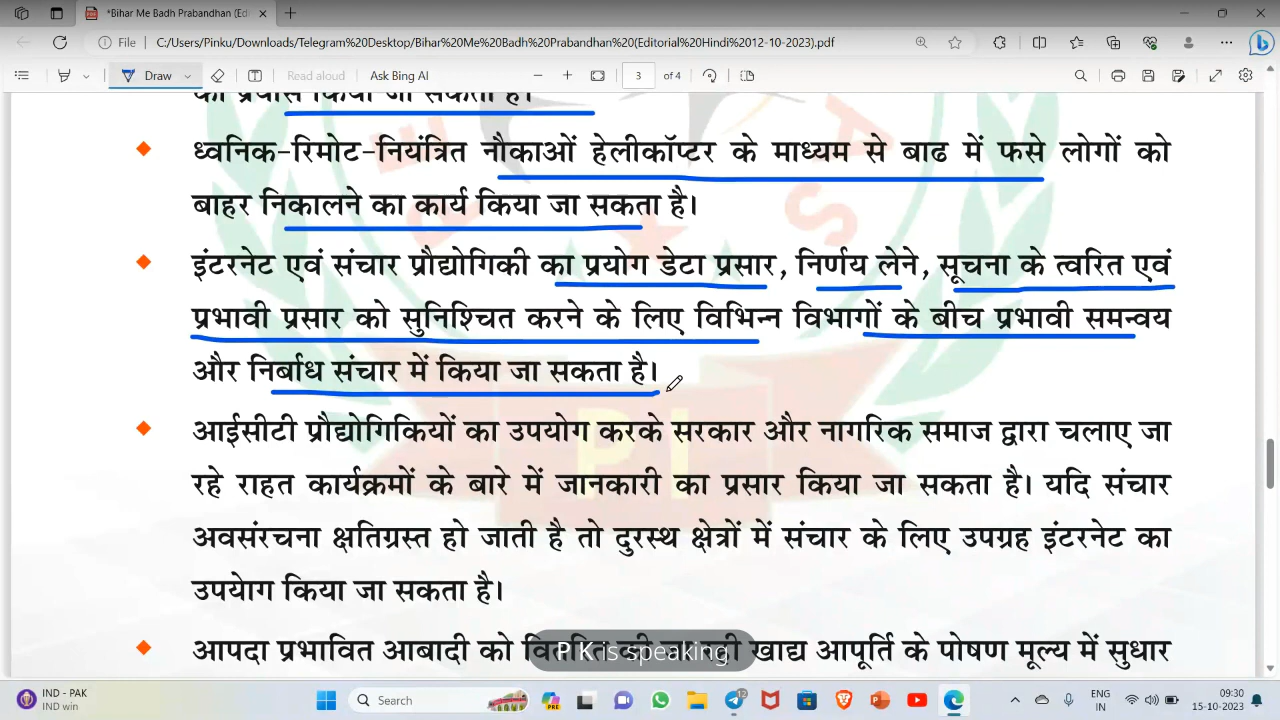 *Bihar Me Badh Prabandhan (Edi
File C:/Users/Pinku/Downloads/Telegram%20Desktop/Bihar%20Me%20Badh%20Prabandhan%20(Editorial%20Hindi%2012-10-2023).pdf
Draw Read aloud Ask Bing AI 3 of 4
का प्रयास किया जा सकता है।
ध्वनिक-रिमोट-नियंत्रित नौकाओं हेलीकॉप्टर के माध्यम से बाढ में फसे लोगों को
बाहर निकालने का कार्य किया जा सकता है।
इंटरनेट एवं संचार प्रौद्योगिकी का प्रयोग डेटा प्रसार, निर्णय लेने, सूचना के त्वरित एवं
प्रभावी प्रसार को सुनिश्चित करने के लिए विभिन्न विभागों के बीच प्रभावी समन्वय
और निर्बाध संचार में किया जा सकता है।
आईसीटी प्रौद्योगिकियों का उपयोग करके सरकार और नागरिक समाज द्वारा चलाए जा
रहे राहत कार्यक्रमों के बारे में जानकारी का प्रसार किया जा सकता है। यदि संचार
अवसंरचना क्षतिग्रस्त हो जाती है तो दुरस्थ क्षेत्रों में संचार के लिए उपग्रह इंटरनेट का
उपयेाग किया जा सकता है।
आपदा प्रभावित आबादी को खाद्य आपूर्ति के पोषण मूल्य में सुधार
P K is speaking
IND - PAK
IND win
Search
PRE
12
ENG
IN
09:30
15-10-2023